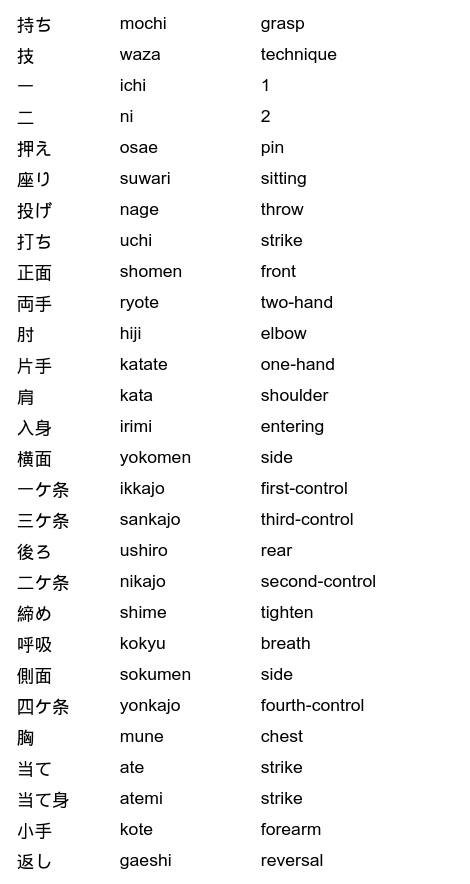 持ち mochi grasp
技 waza technique
一 ichi 1
二 ni 2
押え osae pin
座り suwari sitting
投げ nage throw
打ち uchi strike
正面 shomen front
両手 ryote two-hand
肘 hiji elbow
片手 katate one-hand
肩 kata shoulder
入身 irimi entering
横面 yokomen side
一ケ条 ikkajo first-control
三ケ条 sankajo third-control
後ろ ushiro rear
二ケ条 nikajo second-control
締め shime tighten
呼吸 kokyu breath
側面 sokumen side
四ケ条 yonkajo fourth-control
胸 mune chest
当て ate strike
当て身 atemi strike
小手 kote forearm
返し gaeshi reversal